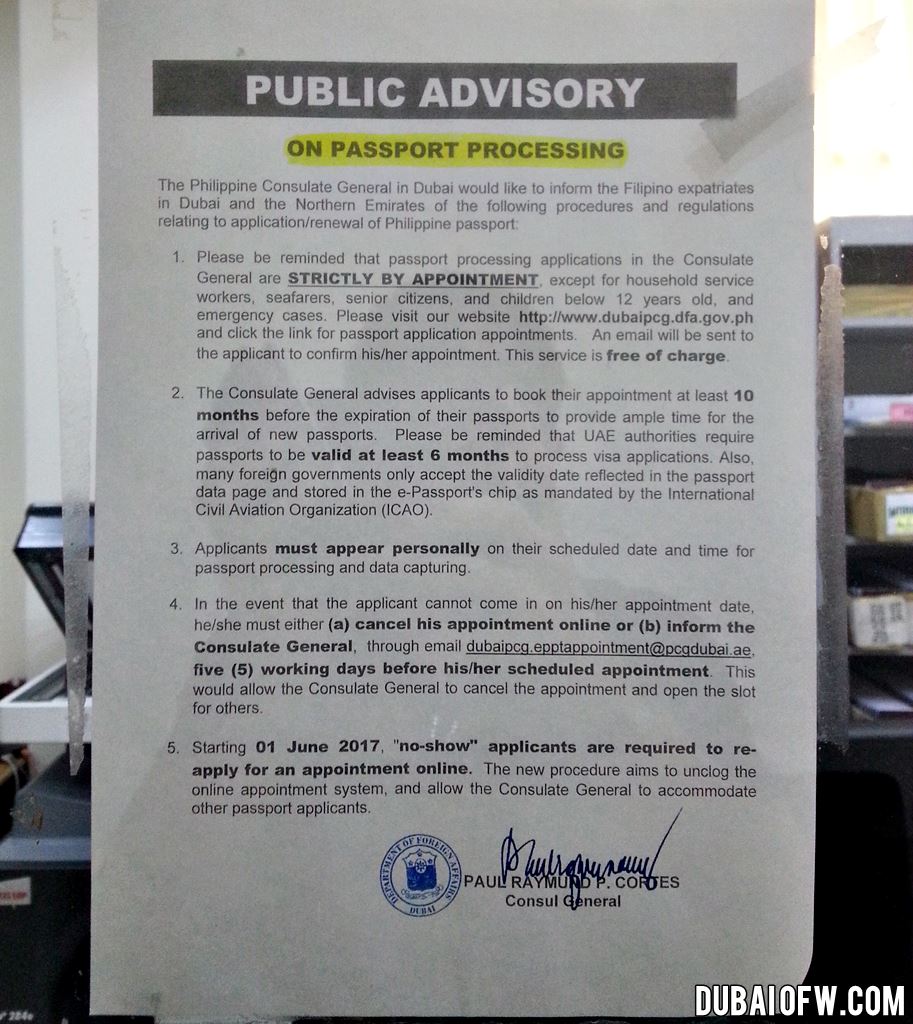 PUBLIC ADVISORY
ON PASSPORT PROCESSING
The Philippine Consulate General in Dubai would like to inform the Filipino expatriates
in Dubai and the Northern Emirates of the following procedures and regulations
relating to application/renewal of Philippine passport:
1. Please be reminded that passport processing applications in the Consulate
General are STRICTLY BY APPOINTMENT, except for household service
workers, seafarers, senior citizens, and children below 12 years old, and
emergency cases. Please visit our website http://www.dubaipcg.dfa.gov.ph
and click the link for passport application appointments. An email will be sent to
the applicant to confirm his/her appointment. This service is free of charge.
2. The Consulate General advises applicants to book their appointment at least 10
months before the expiration of their passports to provide ample time for the
arrival of new passports. Please be reminded that UAE authorities require
passports to be valid at least 6 months to process visa applications. Also,
many foreign governments only accept the validity date reflected in the passport
data page and stored in the e-Passport's chip as mandated by the International
Civil Aviation Organization (ICAO).
3. Applicants must appear personally on their scheduled date and time for
passport processing and data capturing.
4. In the event that the applicant cannot come in on his/her appointment date,
he/she must either (a) cancel his appointment online or (b) inform the
Consulate General, through email dubaipcg.epptappointment@pcgdubai.ae,
five (5) working days before his/her scheduled appointment. This
would allow the Consulate General to cancel the appointment and open the slot
for others.
5. Starting 01 June 2017, "no-show" applicants are required to re-
apply for an appointment online. The new procedure aims to unclog the
online appointment system, and allow the Consulate General to accommodate
other passport applicants.
DEPARTMENT OF FOREIGN AFFAIRS
DUBAI
PAUL RAYMUND P. CORTES
Consul General
DUBAIOFW.COM